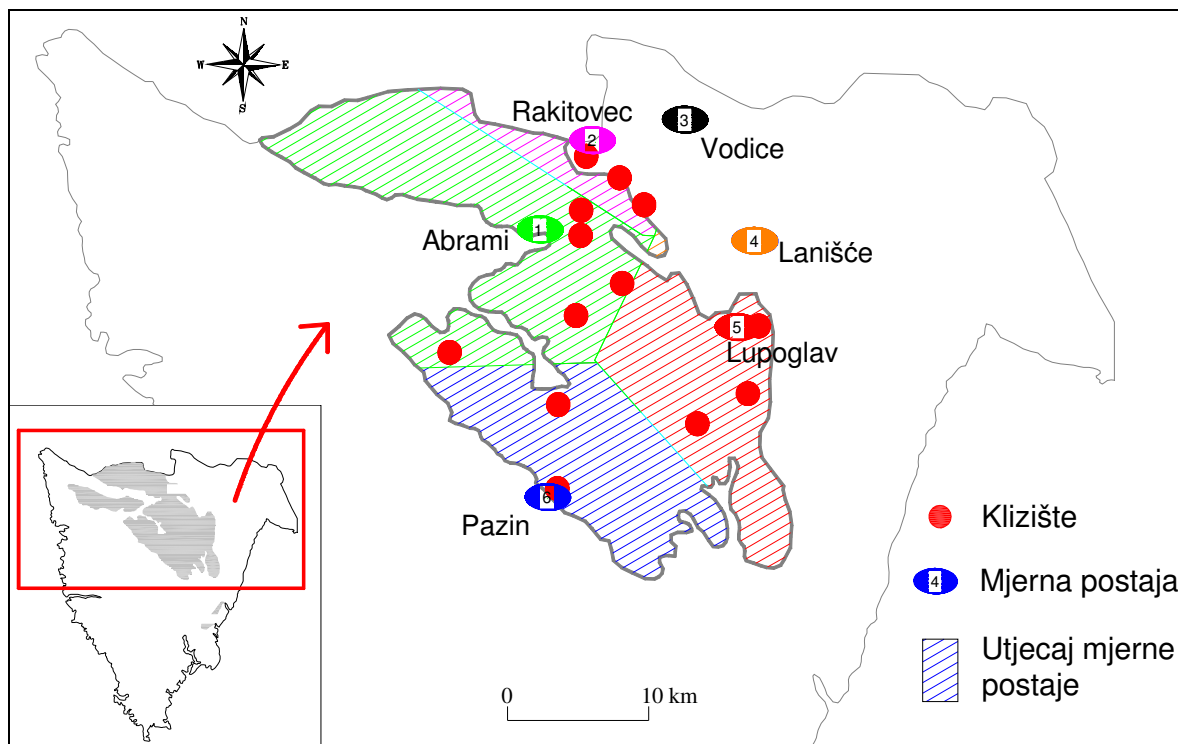 N
W
E
S
Rakitovec
2
3
Vodice
Abrami
1
4
Lanišće
5
Lupoglav
6
Pazin
Klizište
4
Mjerna postaja
Utjecaj mjerne
postaje
0
10 km